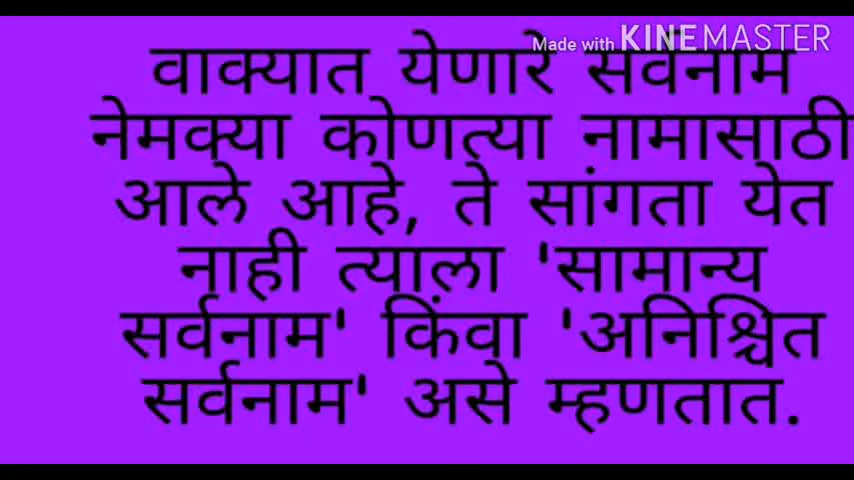 Made with KINEMASTER
वाक्यात येणारे सर्वनाम
नेमक्या कोणत्या नामासाठी
आले आहे, ते सांगता येत
नाही त्याला 'सामान्य
सर्वनाम' किंवा 'अनिश्चित
सर्वनाम' असे म्हणतात.